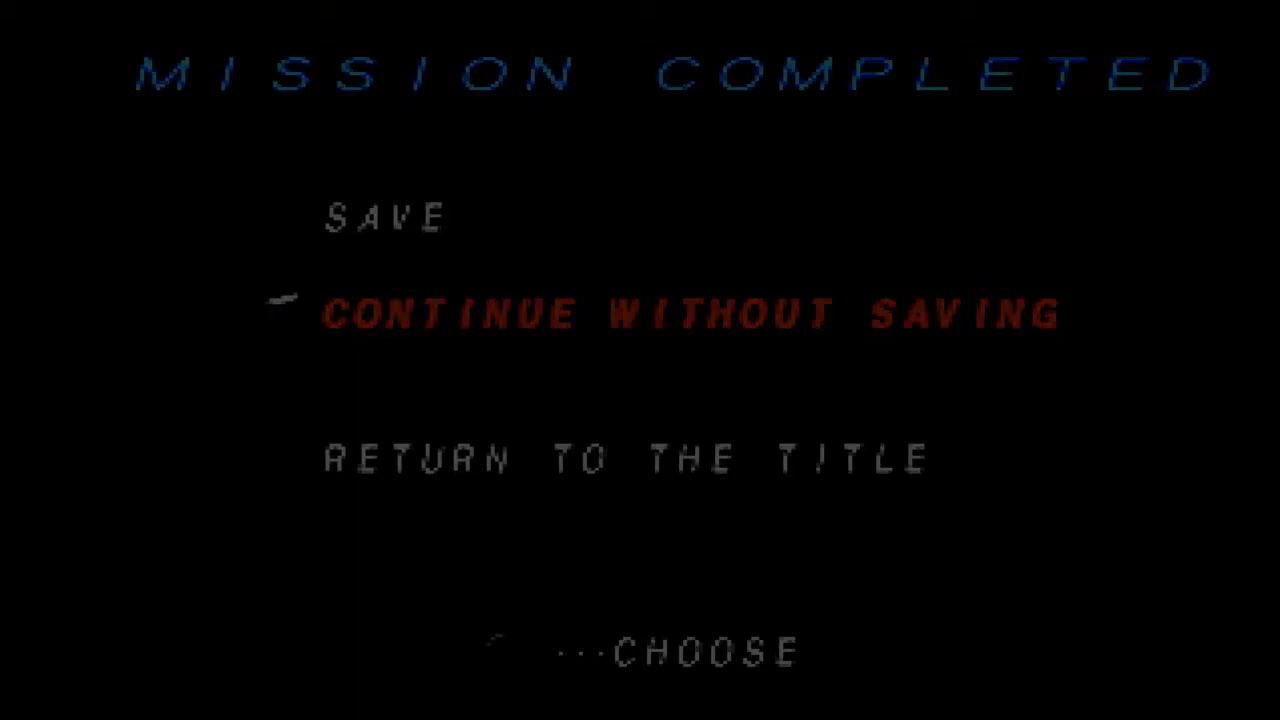 MISSION COMPLETED
SAVE
CONTINUE WITHOUT SAVING
RETURN TO THE TITLE
···CHOOSE